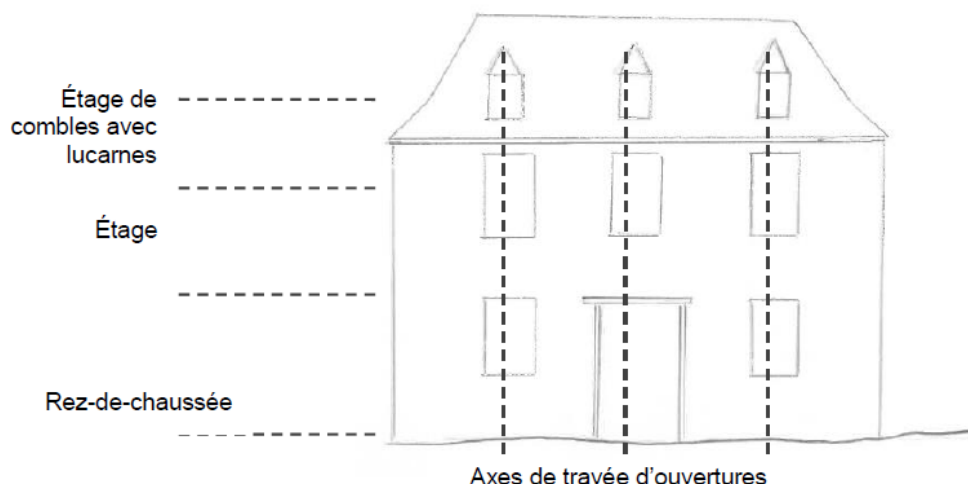 Étage de
combles avec
lucarnes
Étage
Rez-de-chaussée
Axes de travée d'ouvertures